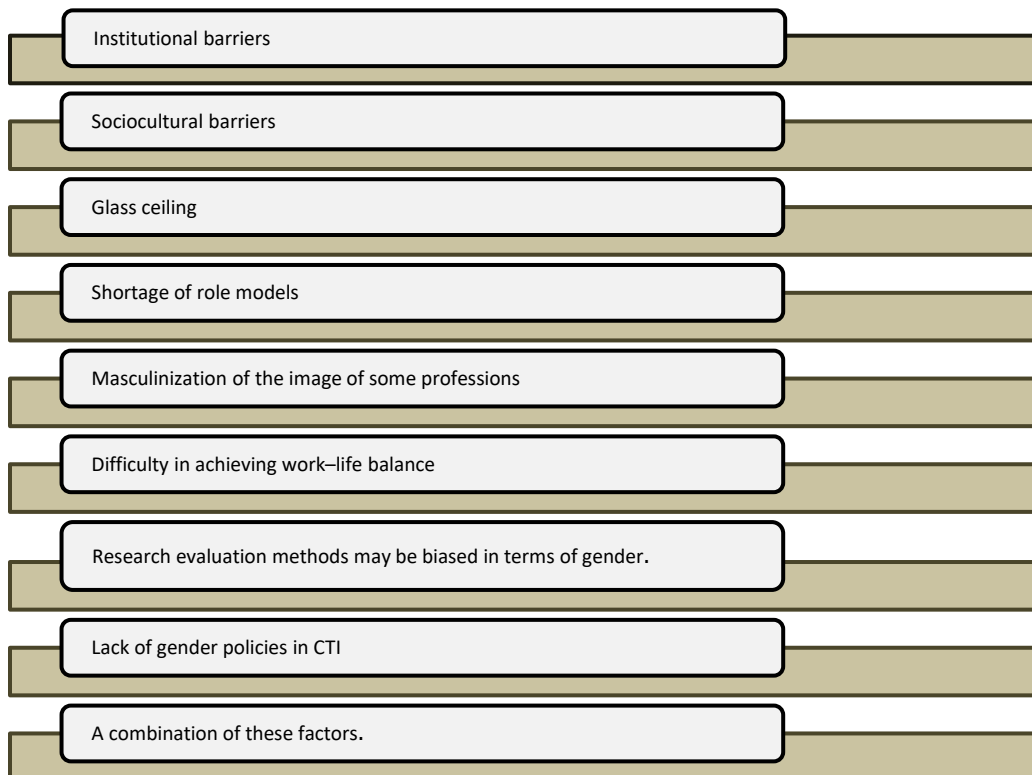 Institutional barriers
Sociocultural barriers
Glass ceiling
Shortage of role models
Masculinization of the image of some professions
Difficulty in achieving work–life balance
Research evaluation methods may be biased in terms of gender.
Lack of gender policies in CTI
A combination of these factors.